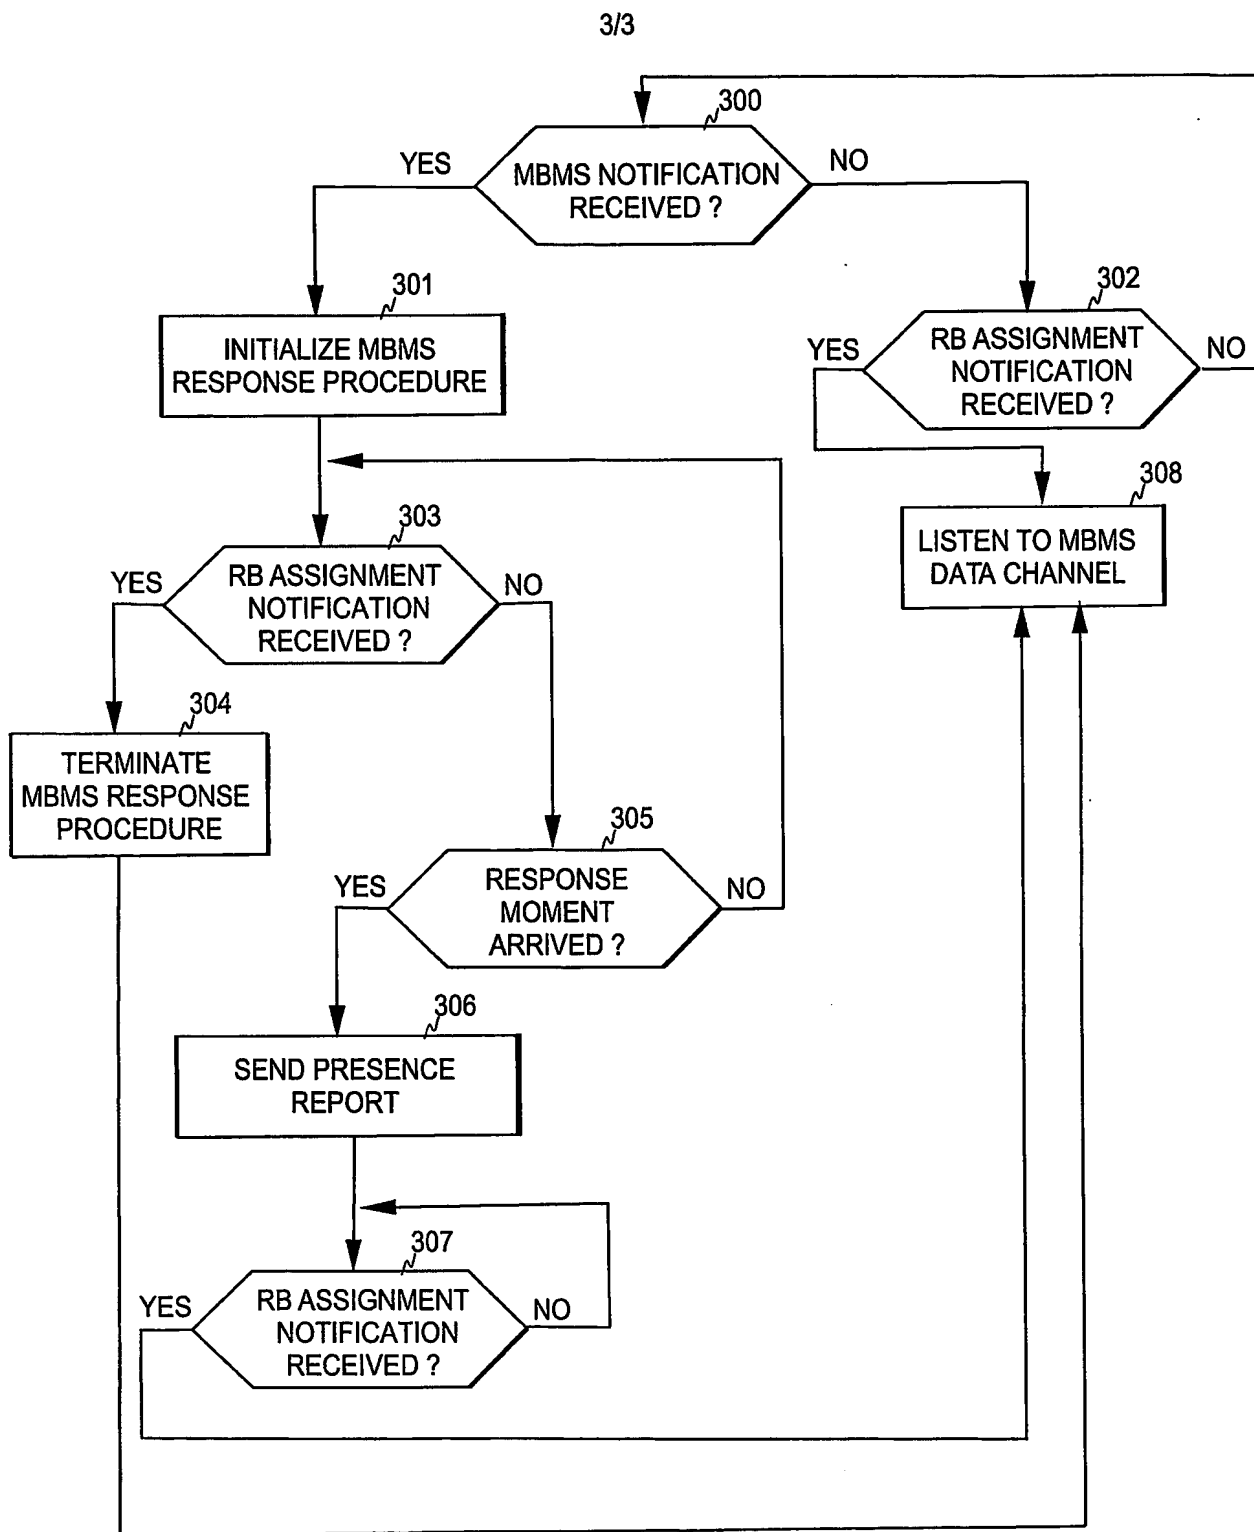 3/3
300
YES
NO
MBMS NOTIFICATION
RECEIVED ?
301
302
INITIALIZE MBMS
RESPONSE PROCEDURE
YES
NO
RB ASSIGNMENT
NOTIFICATION
RECEIVED ?
308
LISTEN TO MBMS
DATA CHANNEL
303
YES
NO
RB ASSIGNMENT
NOTIFICATION
RECEIVED ?
304
TERMINATE
MBMS RESPONSE
PROCEDURE
305
YES
NO
RESPONSE
MOMENT
ARRIVED ?
306
SEND PRESENCE
REPORT
307
YES
NO
RB ASSIGNMENT
NOTIFICATION
RECEIVED ?